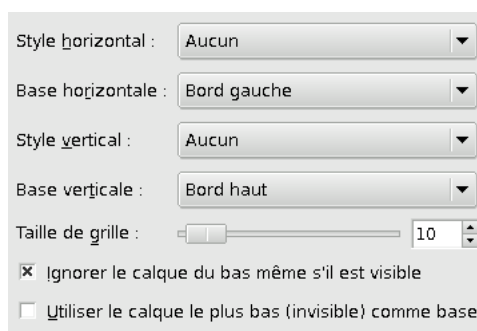 Style horizontal : Aucun
Base horizontale : Bord gauche
Style vertical : Aucun
Base verticale : Bord haut
Taille de grille : 10
Ignorer le calque du bas même s'il est visible
Utiliser le calque le plus bas (invisible) comme base